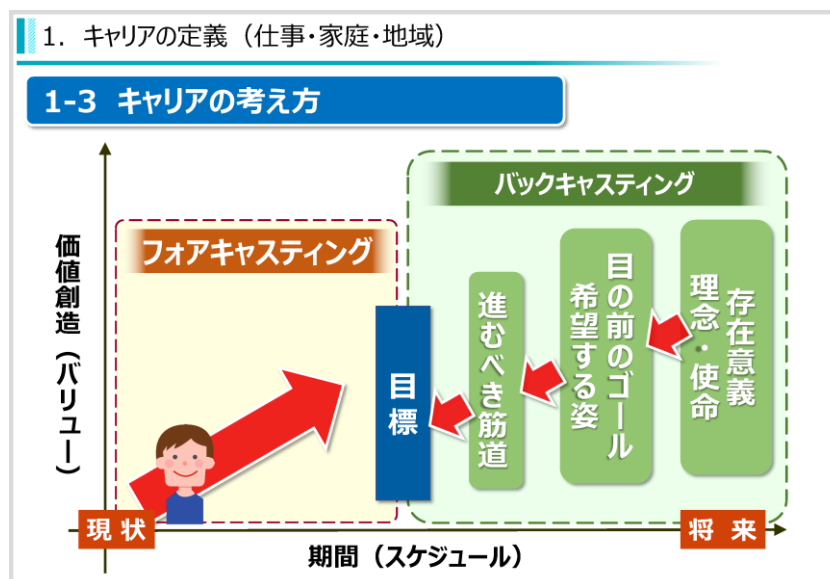 1. キャリアの定義（仕事・家庭・地域）
1-3 キャリアの考え方
バックキャスティング
フォアキャスティング
価値創造（バリュー）
目標
進むべき筋道
目の前のゴール
希望する姿
存在意義
理念・使命
現状
将来
期間（スケジュール）